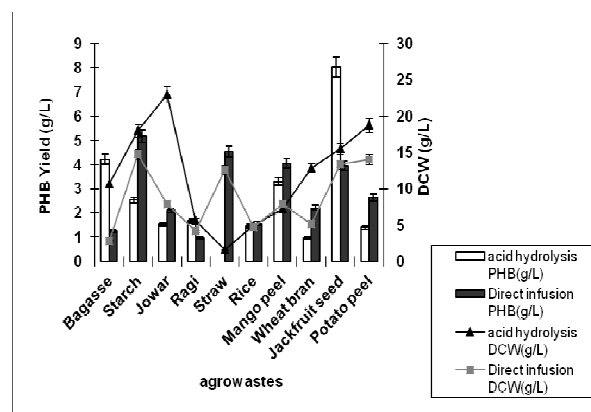 9
8
7
6
5
4
3
2
1
0
PHB Yield (g/L)
30
25
20
15
10
5
0
DCW (g/L)
Bagasse
Starch
Jowar
Ragi
Straw
Rice
Mango peel
Wheat bran
Jackfruit seed
Potato peel
agrowastes
acid hydrolysis
PHB(g/L)
Direct infusion
PHB(g/L)
acid hydrolysis
DCW(g/L)
Direct infusion
DCW(g/L)